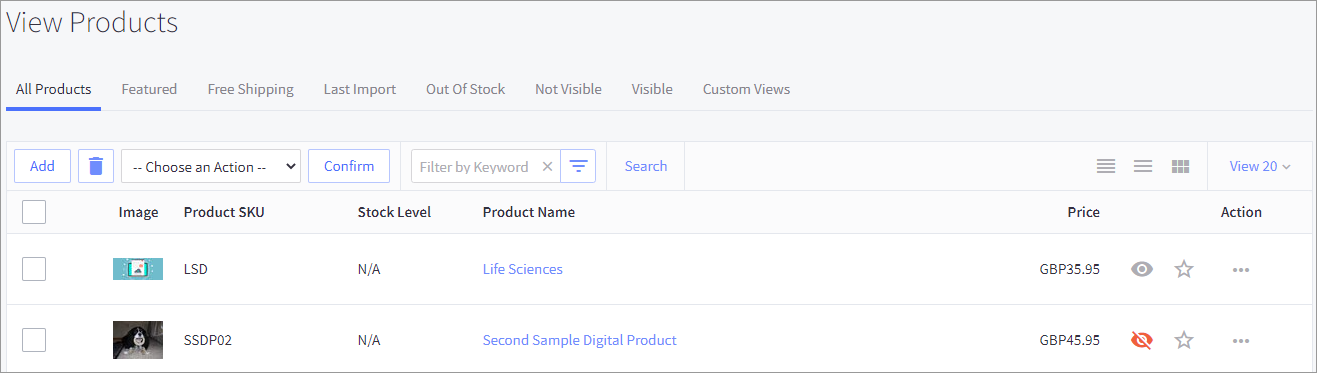 View Products
All Products Featured Free Shipping Last Import Out Of Stock Not Visible Visible Custom Views
Add -- Choose an Action -- Confirm Filter by Keyword Search View 20
Image Product SKU Stock Level Product Name Price Action
LSD N/A Life Sciences GBP35.95
SSDP02 N/A Second Sample Digital Product GBP45.95